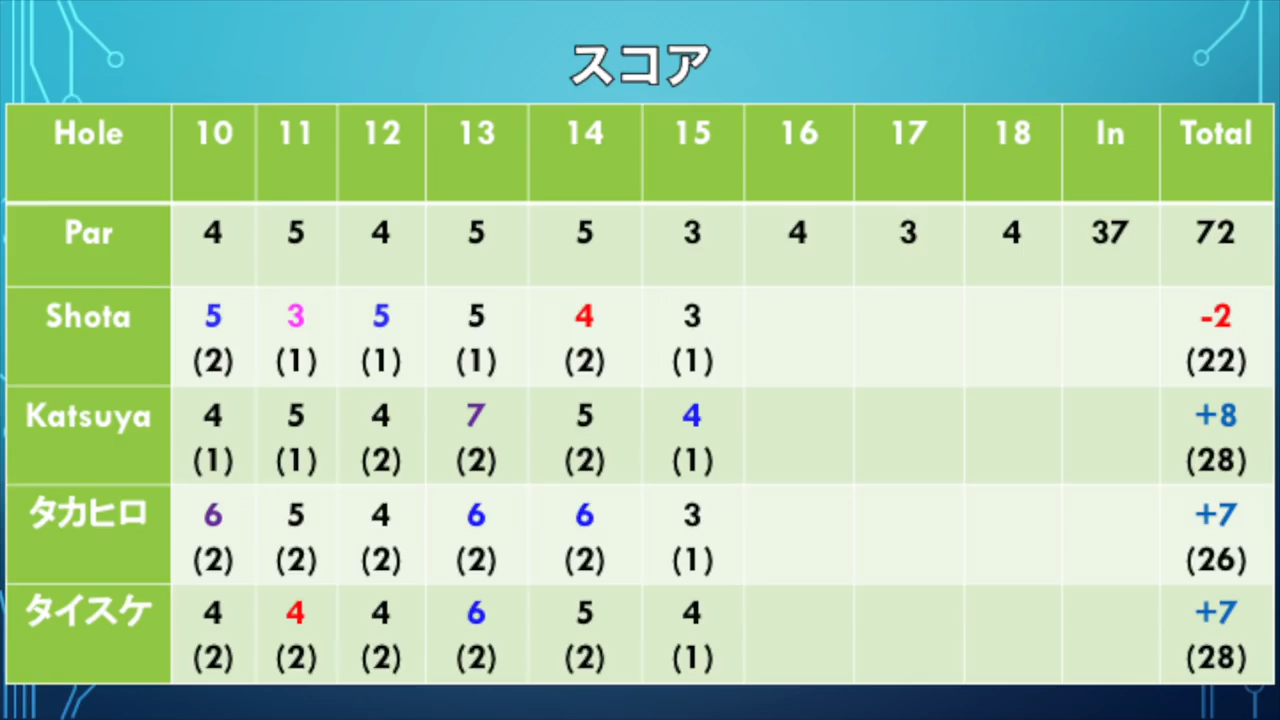 スコア
Hole 10 11 12 13 14 15 16 17 18 In Total
Par 4 5 4 5 5 3 4 3 4 37 72
Shota 5 3 5 5 4 3 -2
(2) (1) (1) (1) (2) (1) (22)
Katsuya 4 5 4 7 5 4 +8
(1) (1) (2) (2) (2) (1) (28)
タカヒロ 6 5 4 6 6 3 +7
(2) (2) (2) (2) (2) (1) (26)
タイスケ 4 4 4 6 5 4 +7
(2) (2) (2) (2) (2) (1) (28)